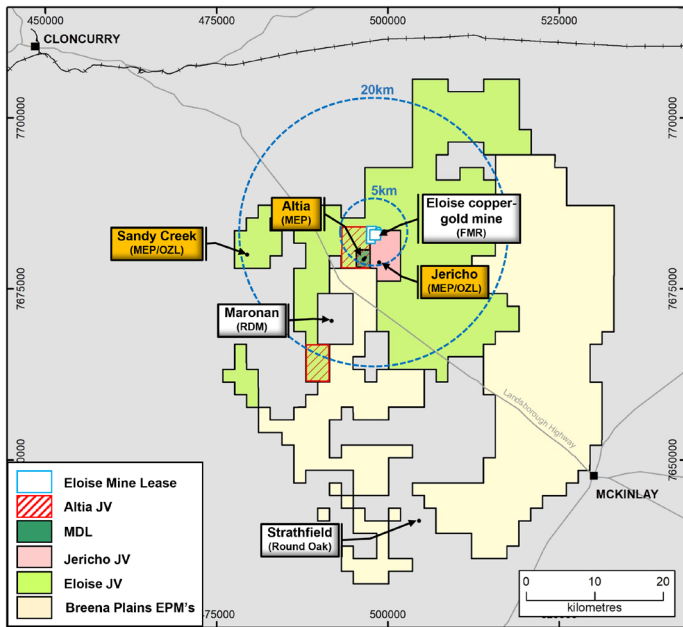 450000
475000
500000
525000
CLONCURRY
7700000
7700000
20km
5km
Altia
(MEP)
Eloise copper-
gold mine
(FMR)
Sandy Creek
(MEP/OZL)
Jericho
(MEP/OZL)
7675000
7675000
Maronan
(RDM)
Landsborough Highway
7650000
MCKINLAY
Strathfield
(Round Oak)
Eloise Mine Lease
Altia JV
MDL
Jericho JV
Eloise JV
Breena Plains EPM's
0 10 20
kilometres
475000
500000